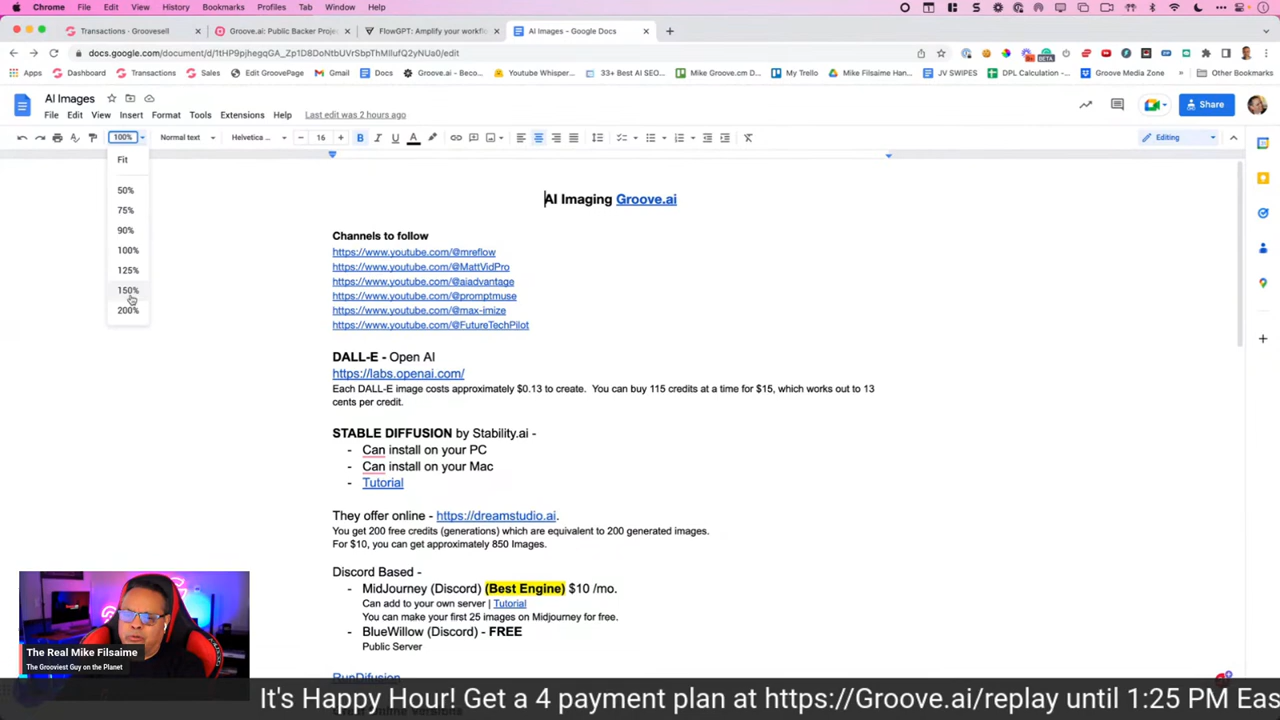 Chrome File Edit View History Bookmarks Profiles Tab Window Help
Transactions - Groovesell
Groove.ai: Public Backer Proje
FlowGPT: Amplify your workfl
AI Images - Google Docs
docs.google.com/document/d/1tHP9pjhegqGA_Zp1D8DoNtbUVrSbpThMIlufQ2yNUa0/edit
BETA
Apps Dashboard Transactions Sales Edit GroovePage Gmail Docs Groove.ai - Beco... Youtube Whisper... 33+ Best AI SEO... Mike Groove.cm D... My Trello Mike Filsaime Han... JV SWIPES DPL Calculation -... Groove Media Zone » Other Bookmarks
AI Images
File Edit View Insert Format Tools Extensions Help Last edit was 2 hours ago
Share
100% Normal text Helvetica ... 16 Editing
Fit
50%
75%
90%
100%
125%
150%
200%
AI Imaging Groove.ai
Channels to follow
https://www.youtube.com/@mreflow
https://www.youtube.com/@MattVidPro
https://www.youtube.com/@aiadvantage
https://www.youtube.com/@promptmuse
https://www.youtube.com/@max-imize
https://www.youtube.com/@FutureTechPilot
DALL-E - Open AI
https://labs.openai.com/
Each DALL-E image costs approximately $0.13 to create. You can buy 115 credits at a time for $15, which works out to 13
cents per credit.
STABLE DIFFUSION by Stability.ai -
- Can install on your PC
- Can install on your Mac
- Tutorial
They offer online - https://dreamstudio.ai.
You get 200 free credits (generations) which are equivalent to 200 generated images.
For $10, you can get approximately 850 Images.
Discord Based -
- MidJourney (Discord) (Best Engine) $10 /mo.
Can add to your own server | Tutorial
You can make your first 25 images on Midjourney for free.
- BlueWillow (Discord) - FREE
Public Server
RunDifusion
The Real Mike Filsaime
The Grooviest Guy on the Planet
It's Happy Hour! Get a 4 payment plan at https://Groove.ai/replay until 1:25 PM Eas